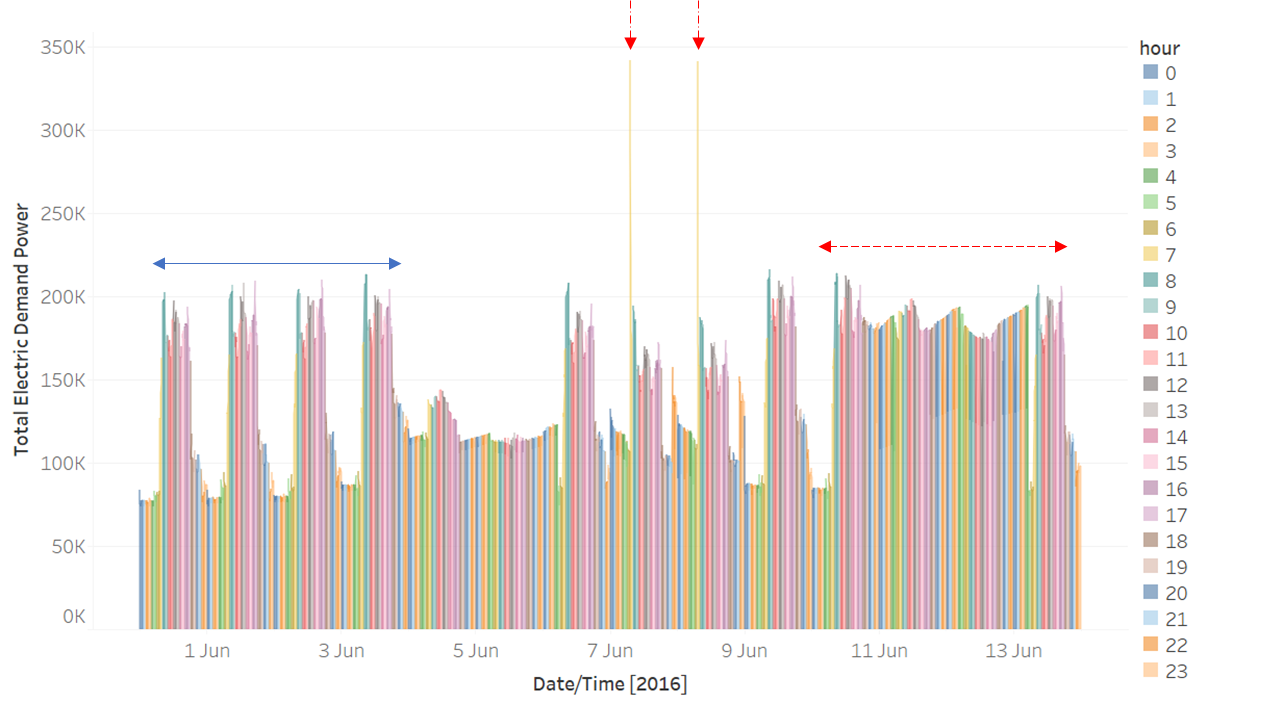 350K
300K
250K
200K
150K
100K
50K
0K
Total Electric Demand Power
1 Jun
3 Jun
5 Jun
7 Jun
9 Jun
11 Jun
13 Jun
Date/Time [2016]
hour
0
1
2
3
4
5
6
7
8
9
10
11
12
13
14
15
16
17
18
19
20
21
22
23